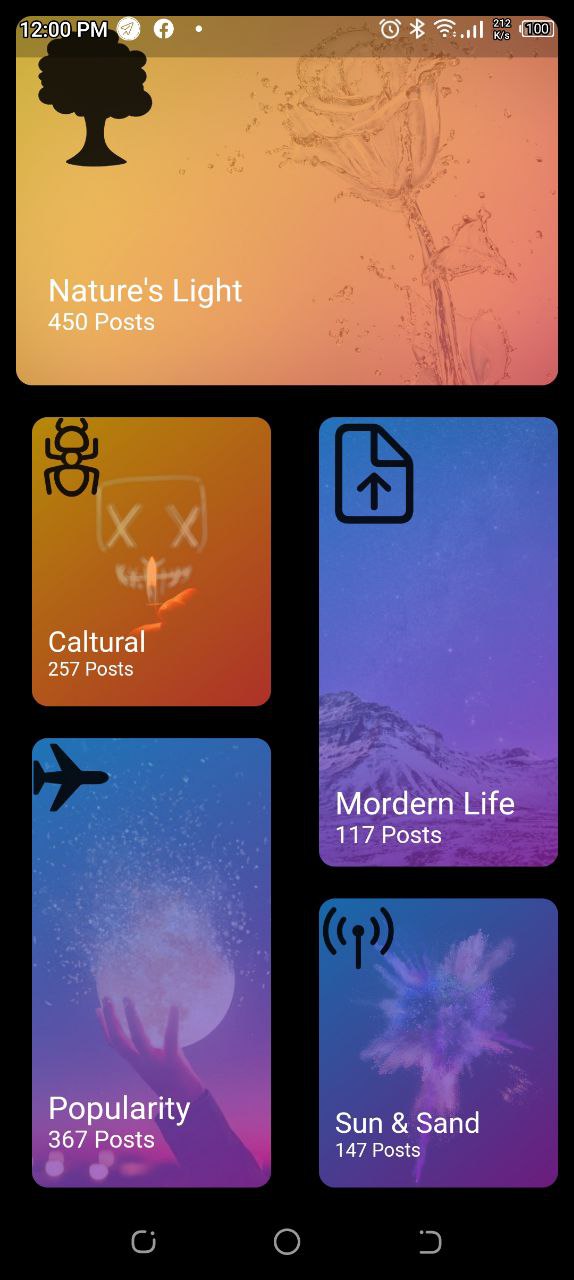 12:00 PM
212
K/s
100
Nature's Light
450 Posts
Caltural
257 Posts
Mordern Life
117 Posts
Popularity
367 Posts
Sun & Sand
147 Posts